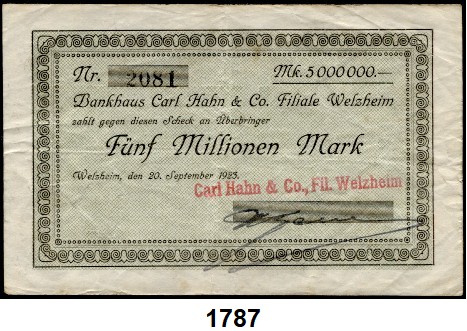 Nr. 2081 Mk. 5000000.—
Bankhaus Carl Hahn & Co. Filiale Welzheim
zahlt gegen diesen Scheck an Überbringer
Fünf Millionen Mark
Welzheim, den 20. September 1923.
Carl Hahn & Co., Fil. Welzheim
1787